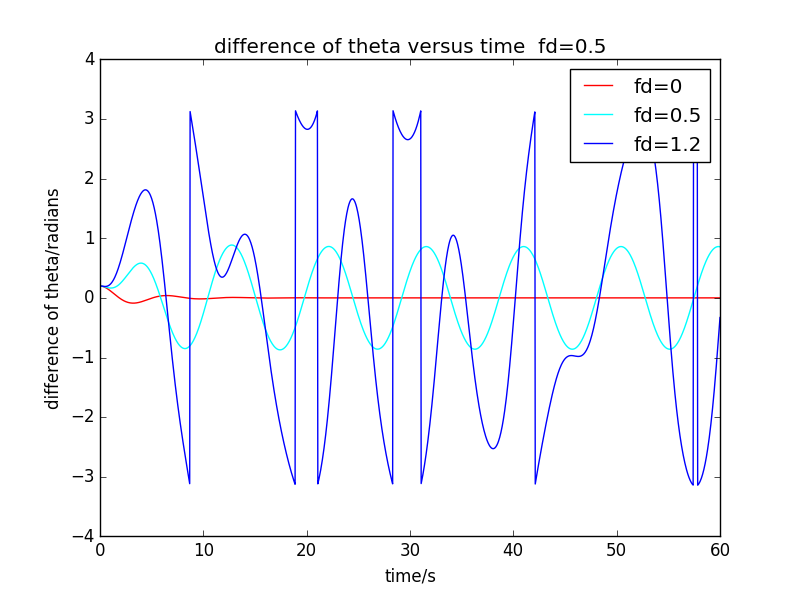 difference of theta versus time  fd=0.5
fd=0
fd=0.5
fd=1.2
difference of theta/radians
4
3
2
1
0
−1
−2
−3
−4
0
10
20
30
40
50
60
time/s